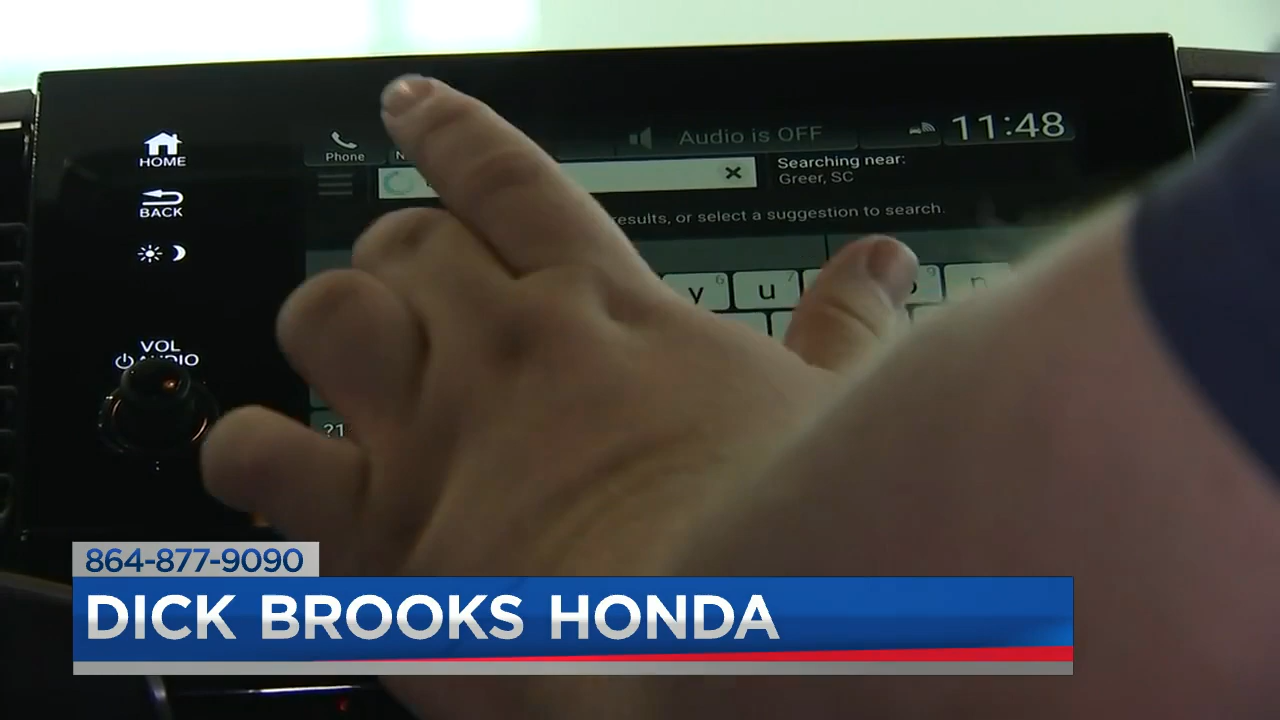 HOME
BACK
VOL
AUDIO
Phone
Audio is OFF
11:48
Searching near:
Greer, SC
results, or select a suggestion to search.
y u
?1
864-877-9090
DICK BROOKS HONDA